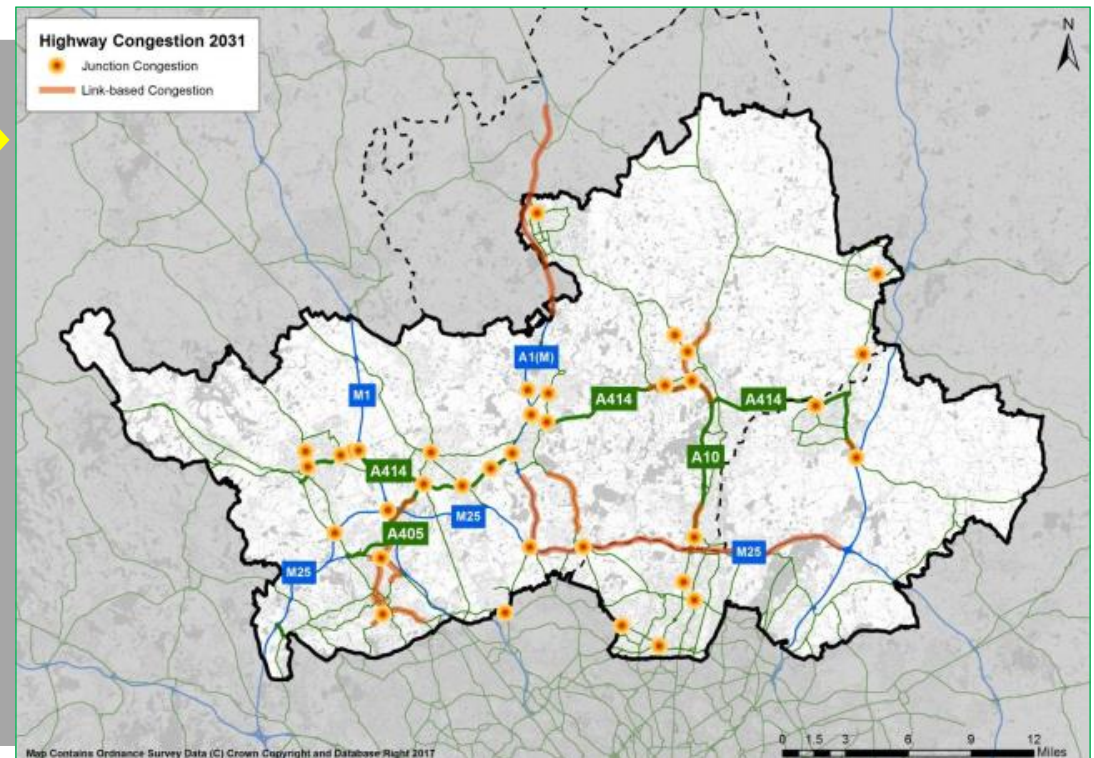 Highway Congestion 2031
Junction Congestion
Link-based Congestion
N
A1(M)
M1
A414
A414
A10
A414
M25
A405
M25
M25
0 1.5 3 6 9 12
Miles
Map Contains Ordnance Survey Data (C) Crown Copyright and Database Right 2017